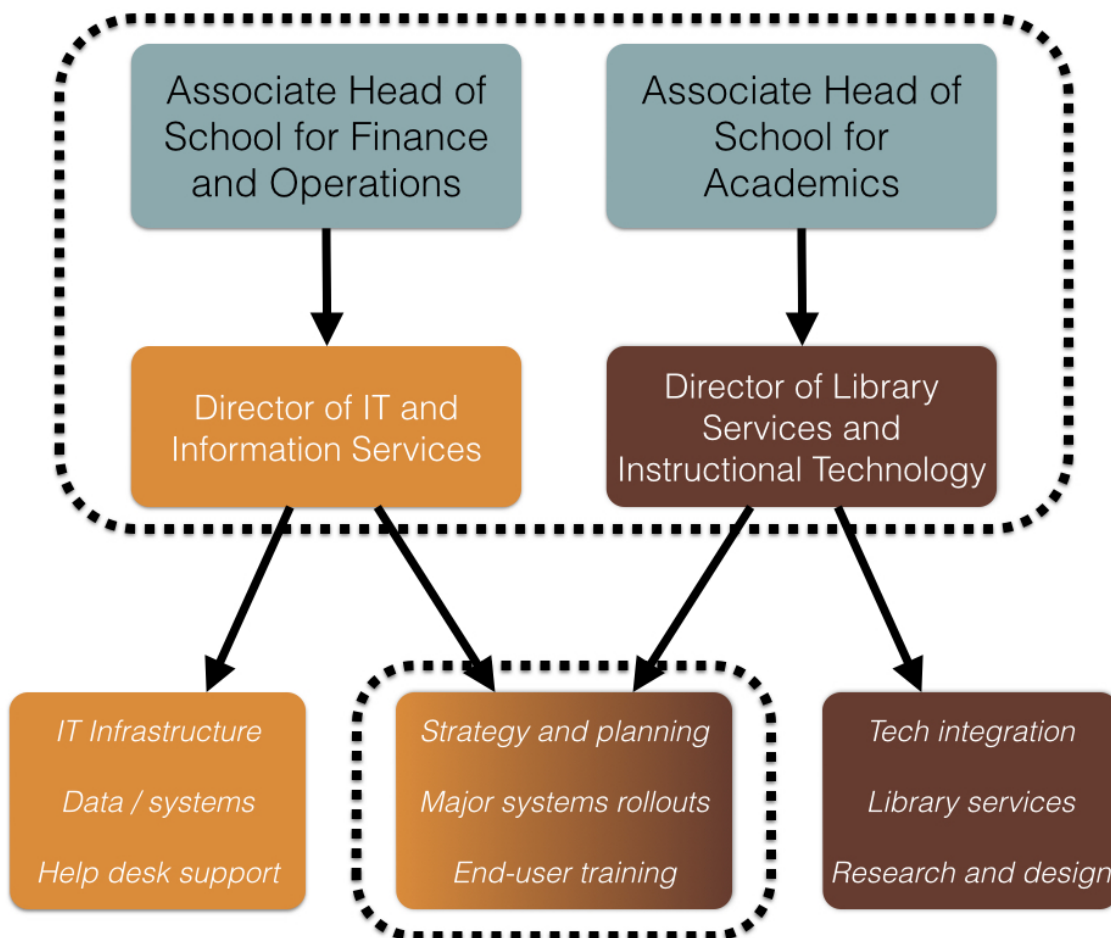 Associate Head of
School for Finance
and Operations
Associate Head of
School for
Academics
Director of IT and
Information Services
Director of Library
Services and
Instructional Technology
IT Infrastructure
Data / systems
Help desk support
Strategy and planning
Major systems rollouts
End-user training
Tech integration
Library services
Research and design